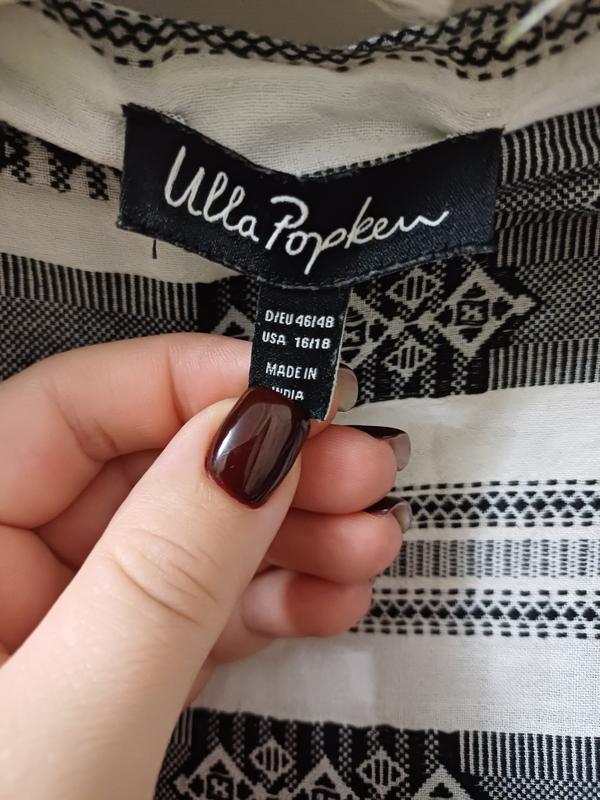 Ulla Popken
D/EU 46/48
USA 16/18
MADE IN
INDIA